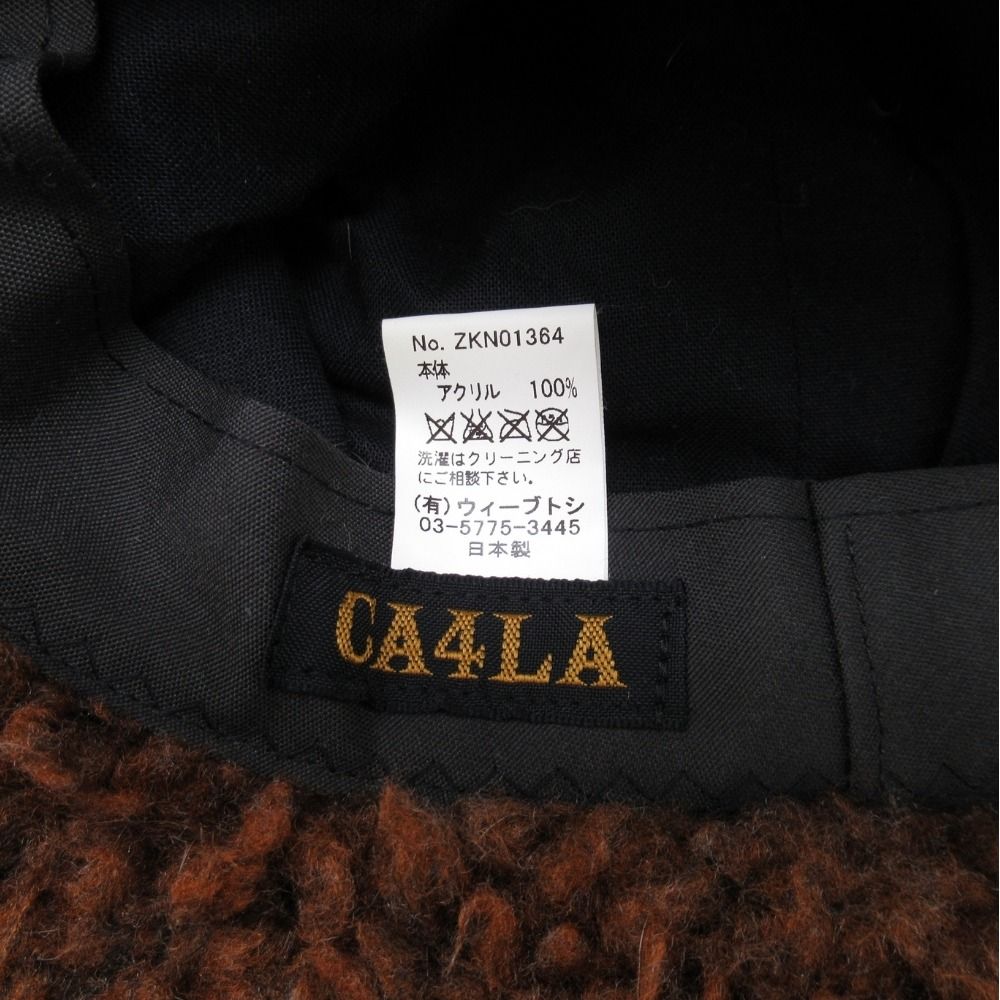 No. ZKN01364
本体
アクリル 100%
洗濯はクリーニング店
にご相談下さい。
(有)ウィーブトシ
03-5775-3445
日本製
CA4LA